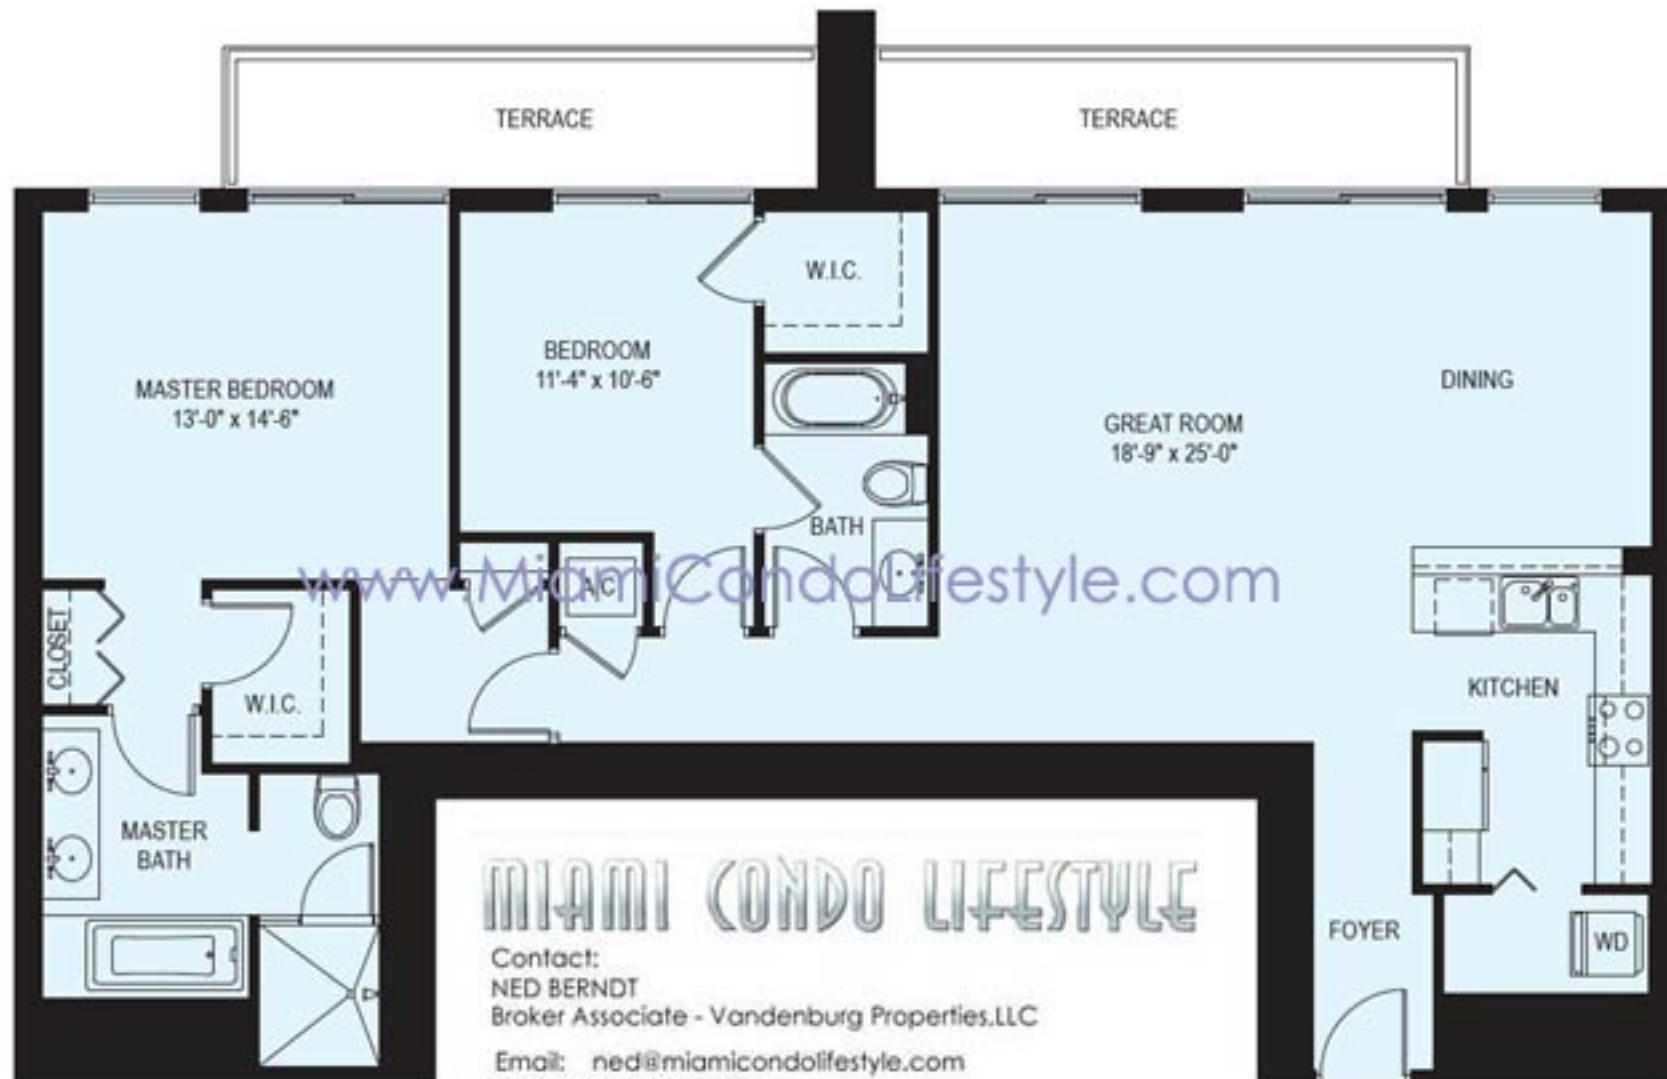 TERRACE
TERRACE
W.I.C.
BEDROOM
11'-4" x 10'-6"
MASTER BEDROOM
13'-0" x 14'-6"
DINING
GREAT ROOM
18'-9" x 25'-0"
BATH
www.MiamiCondoLifestyle.com
A/C
CLOSET
W.I.C.
KITCHEN
MASTER
BATH
MIAMI CONDO LIFESTYLE
FOYER
WD
Contact:
NED BERNDT
Broker Associate - Vandenburg Properties,LLC
Email: ned@miamicondolifestyle.com